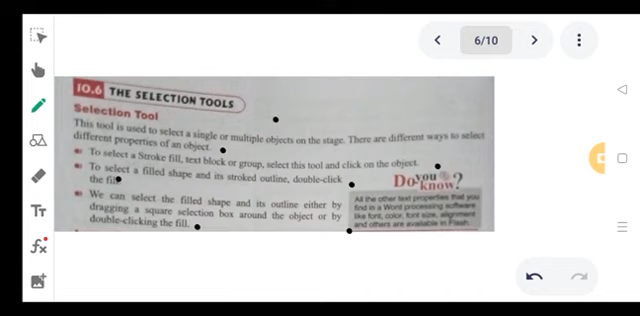 6/10
10.6 THE SELECTION TOOLS
Selection Tool
This tool is used to select a single or multiple objects on the stage. There are different ways to select
different properties of an object.
To select a Stroke fill, text block or group, select this tool and click on the object.
To select a filled shape and its stroked outline, double-click
the fill
We can select the filled shape and its outline either by
dragging a square selection box around the object or by
double-clicking the fill.
Do you know?
All the other text properties that you
find in a Word processing software
like font, color, font size, alignment
and others are available in Flash.
Tт
fx